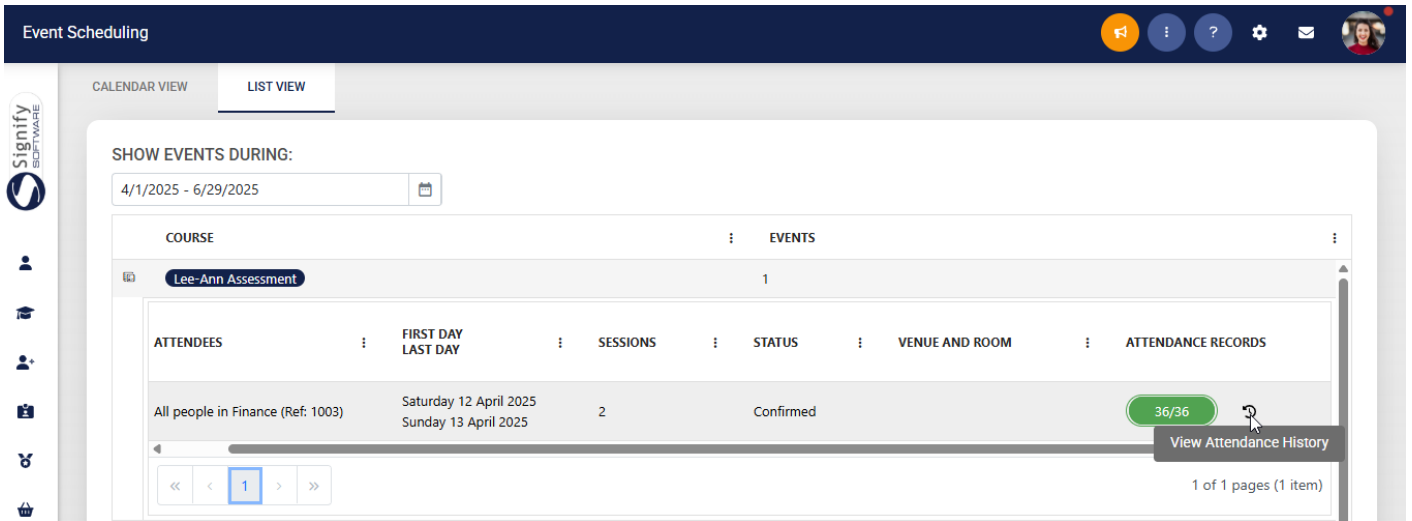 Event Scheduling
?
Signify
SOFTWARE
CALENDAR VIEW
LIST VIEW
SHOW EVENTS DURING:
4/1/2025 - 6/29/2025
COURSE
EVENTS
Lee-Ann Assessment
1
ATTENDEES
FIRST DAY
LAST DAY
SESSIONS
STATUS
VENUE AND ROOM
ATTENDANCE RECORDS
All people in Finance (Ref: 1003)
Saturday 12 April 2025
Sunday 13 April 2025
2
Confirmed
36/36
View Attendance History
1
1 of 1 pages (1 item)